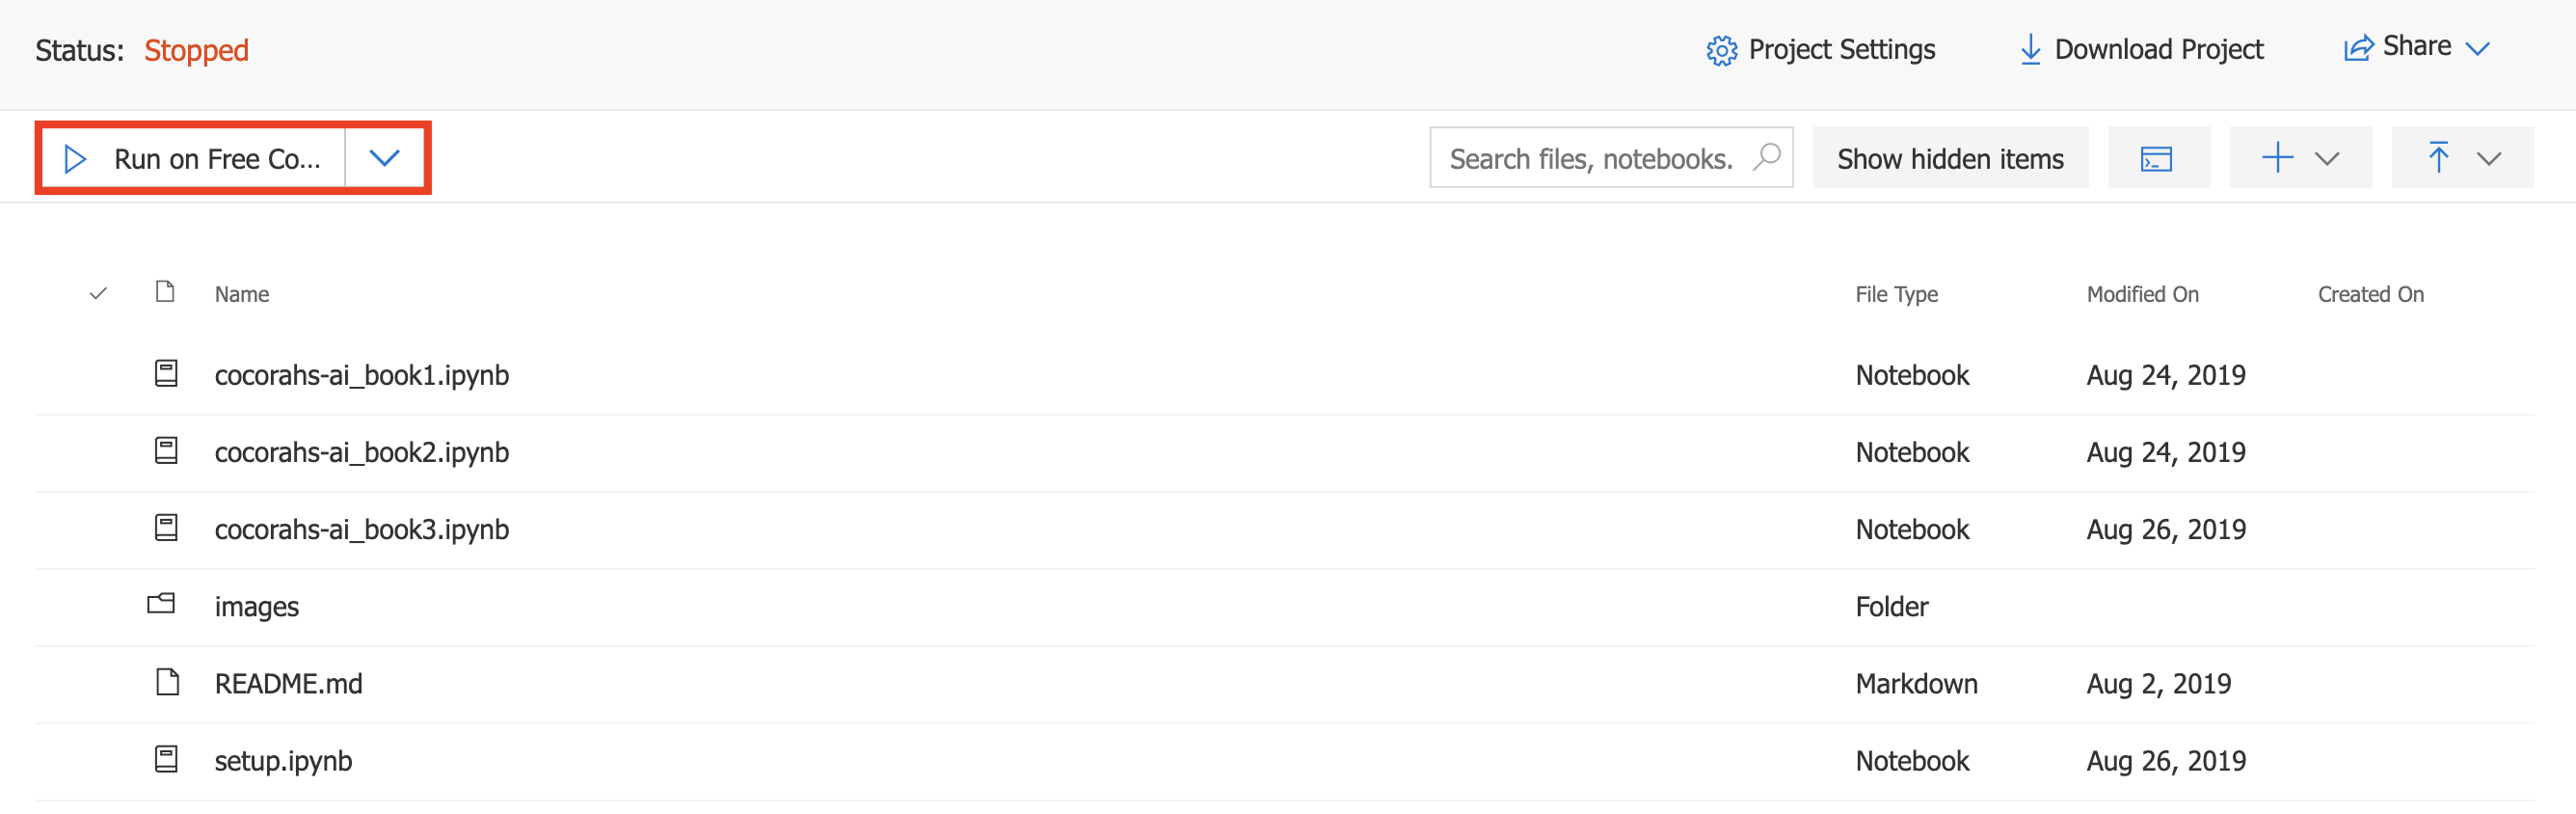 Status: Stopped Project Settings Download Project Share
Run on Free Co... Search files, notebooks. Show hidden items
Name File Type Modified On Created On
cocorahs-ai_book1.ipynb Notebook Aug 24, 2019
cocorahs-ai_book2.ipynb Notebook Aug 24, 2019
cocorahs-ai_book3.ipynb Notebook Aug 26, 2019
images Folder
README.md Markdown Aug 2, 2019
setup.ipynb Notebook Aug 26, 2019